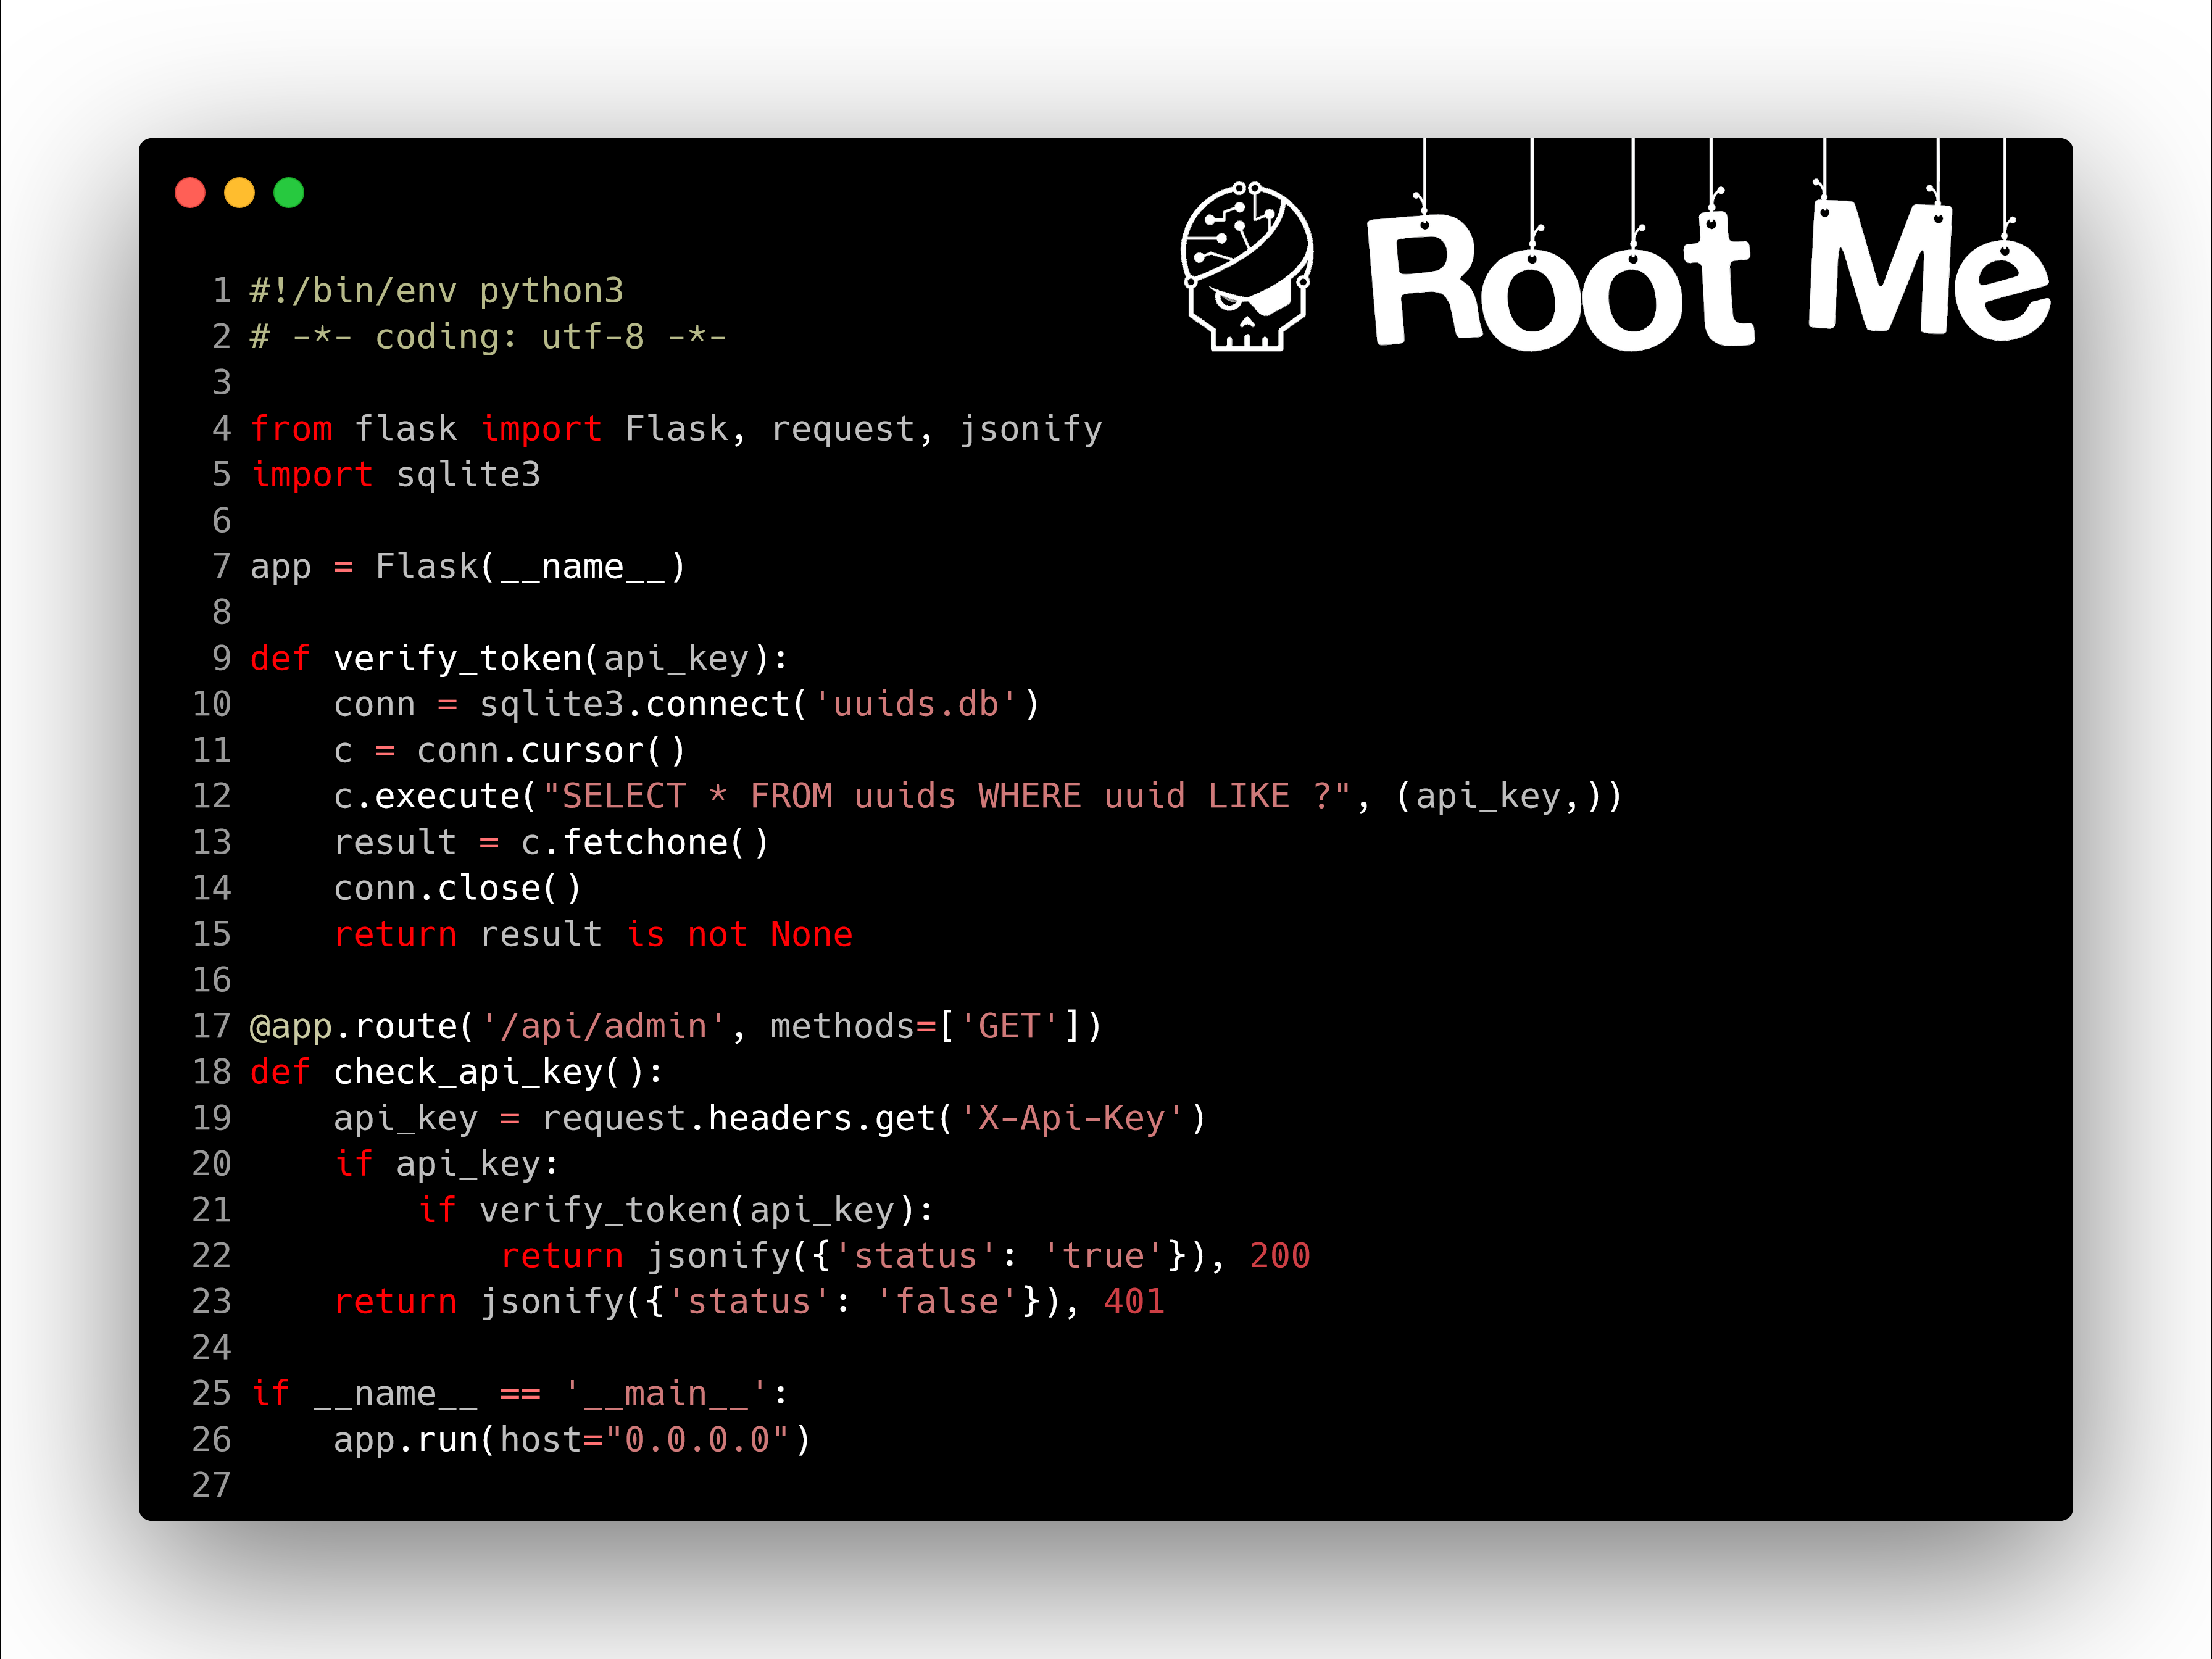 Root Me
1 #!/bin/env python3
2 # -*- coding: utf-8 -*-
3
4 from flask import Flask, request, jsonify
5 import sqlite3
6
7 app = Flask(__name__)
8
9 def verify_token(api_key):
10     conn = sqlite3.connect('uuids.db')
11     c = conn.cursor()
12     c.execute("SELECT * FROM uuids WHERE uuid LIKE ?", (api_key,))
13     result = c.fetchone()
14     conn.close()
15     return result is not None
16
17 @app.route('/api/admin', methods=['GET'])
18 def check_api_key():
19     api_key = request.headers.get('X-Api-Key')
20     if api_key:
21         if verify_token(api_key):
22             return jsonify({'status': 'true'}), 200
23     return jsonify({'status': 'false'}), 401
24
25 if __name__ == '__main__':
26     app.run(host="0.0.0.0")
27